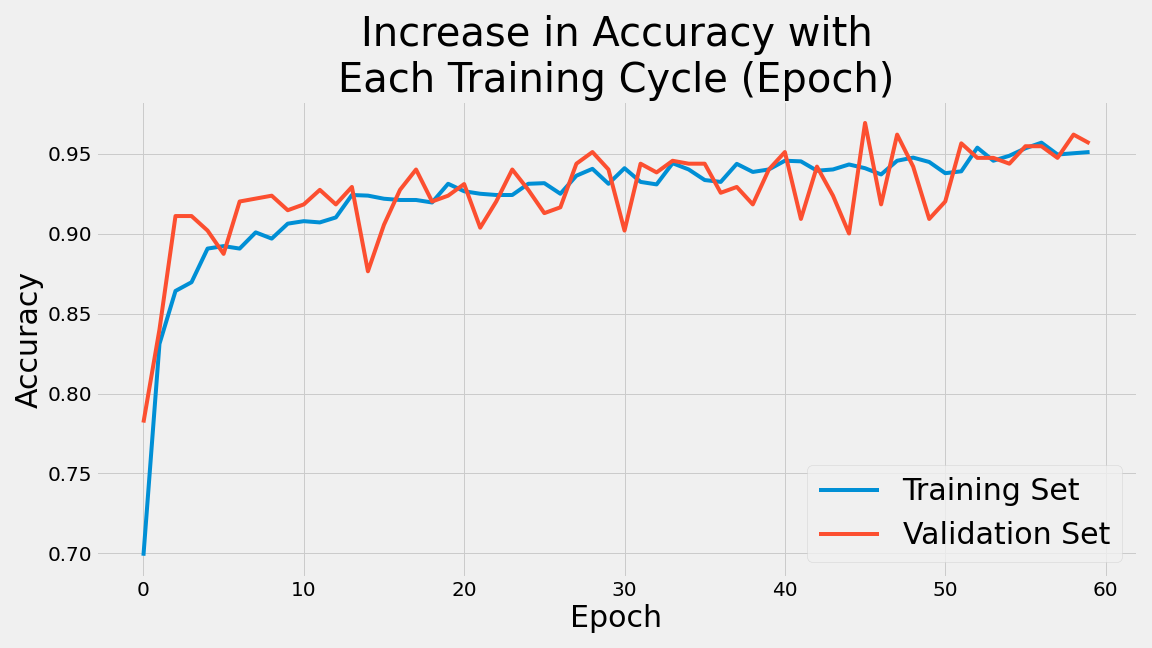 Increase in Accuracy with
Each Training Cycle (Epoch)
Accuracy
0.95
0.90
0.85
0.80
0.75
0.70
0 10 20 30 40 50 60
Epoch
Training Set
Validation Set